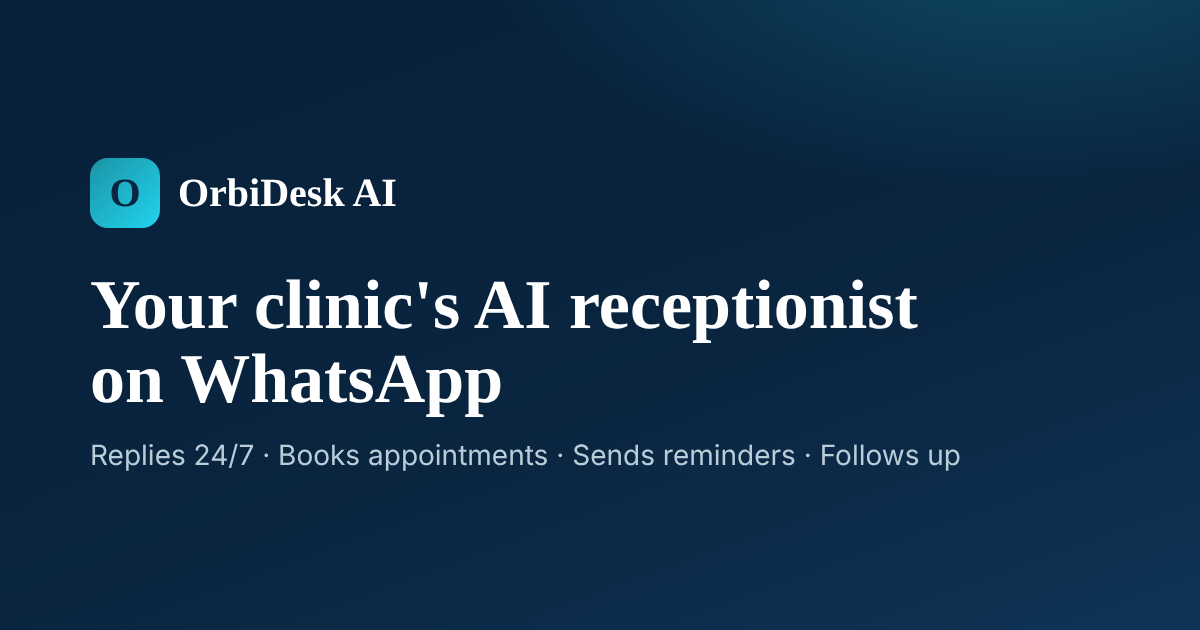 O
OrbiDesk AI
Your clinic's AI receptionist
on WhatsApp
Replies 24/7 · Books appointments · Sends reminders · Follows up